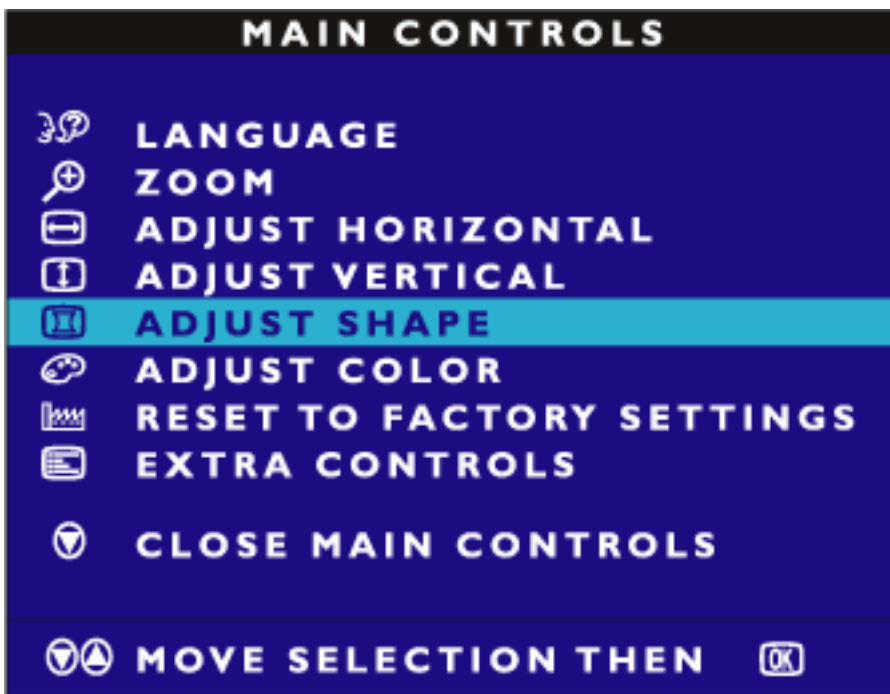 MAIN CONTROLS
LANGUAGE
ZOOM
ADJUST HORIZONTAL
ADJUST VERTICAL
ADJUST SHAPE
ADJUST COLOR
RESET TO FACTORY SETTINGS
EXTRA CONTROLS
CLOSE MAIN CONTROLS
MOVE SELECTION THEN OK